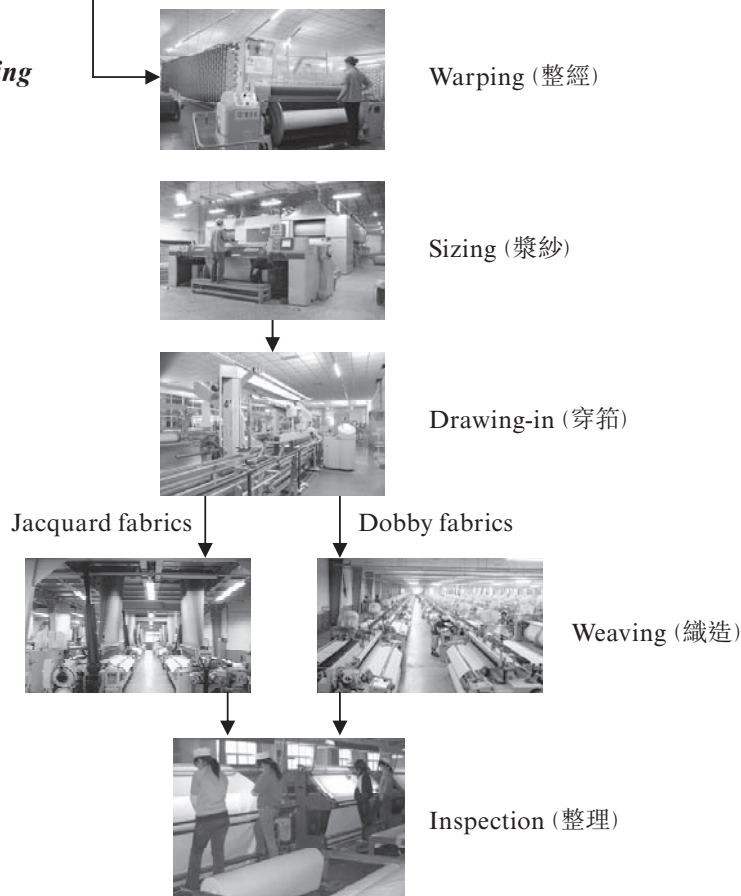 ing
Warping (整經)
Sizing (漿紗)
Drawing-in (穿筘)
Jacquard fabrics
Dobby fabrics
Weaving (織造)
Inspection (整理)